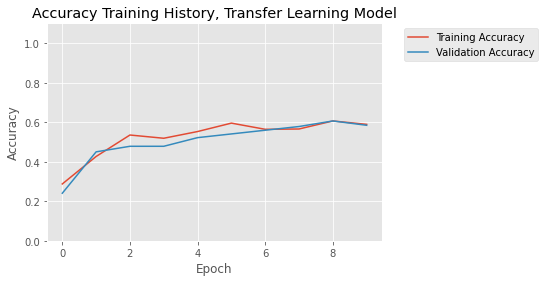 Accuracy Training History, Transfer Learning Model
Training Accuracy
Validation Accuracy
1.0
0.8
0.6
0.4
0.2
0.0
Accuracy
0 2 4 6 8
Epoch